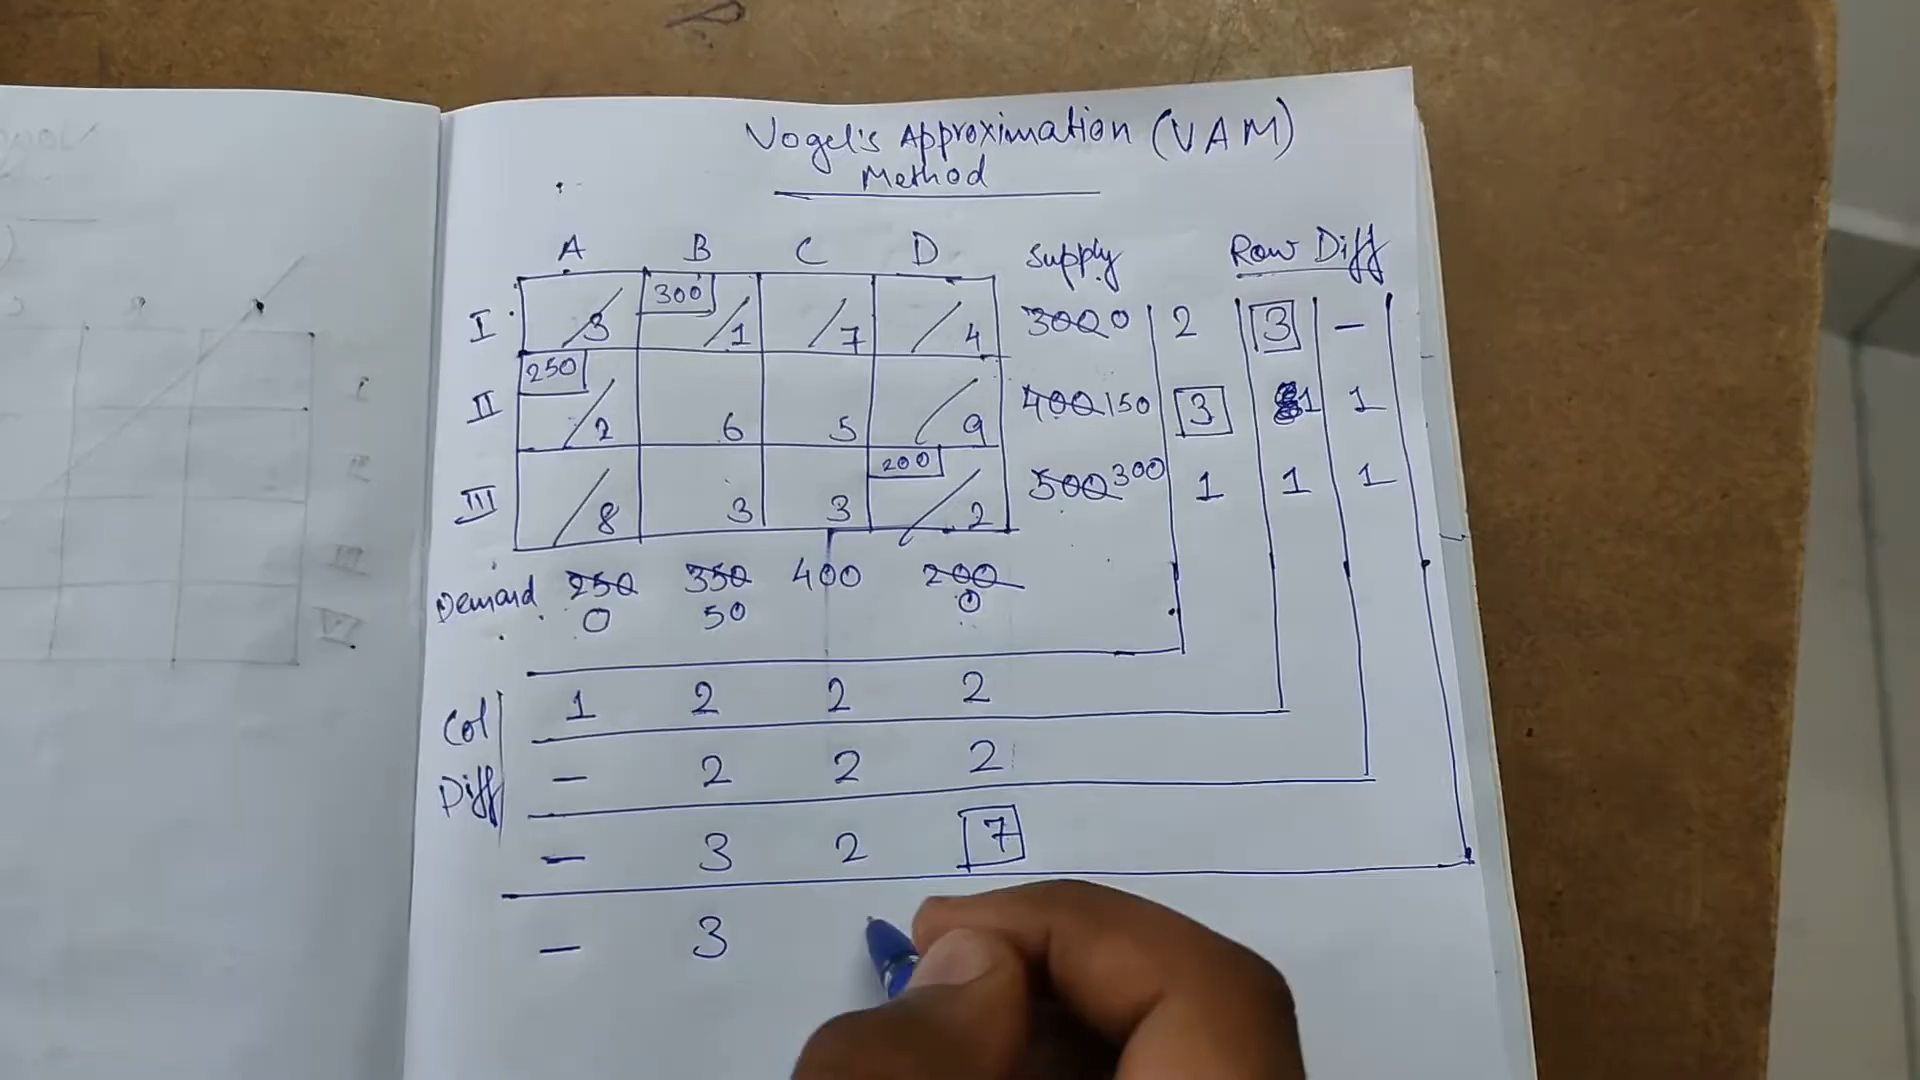 Vogel's Approximation (VAM)
Method
A B C D Supply Row Diff
300
I 3 1 7 4 300 0 2 3 –
250
II 2 6 5 9 400 150 3 1 1
200
III 8 3 3 2 500 300 1 1 1
Demand 250 350 400 200
0 50 0
Col 1 2 2 2
Diff – 2 2 2
– 3 2 7
– 3